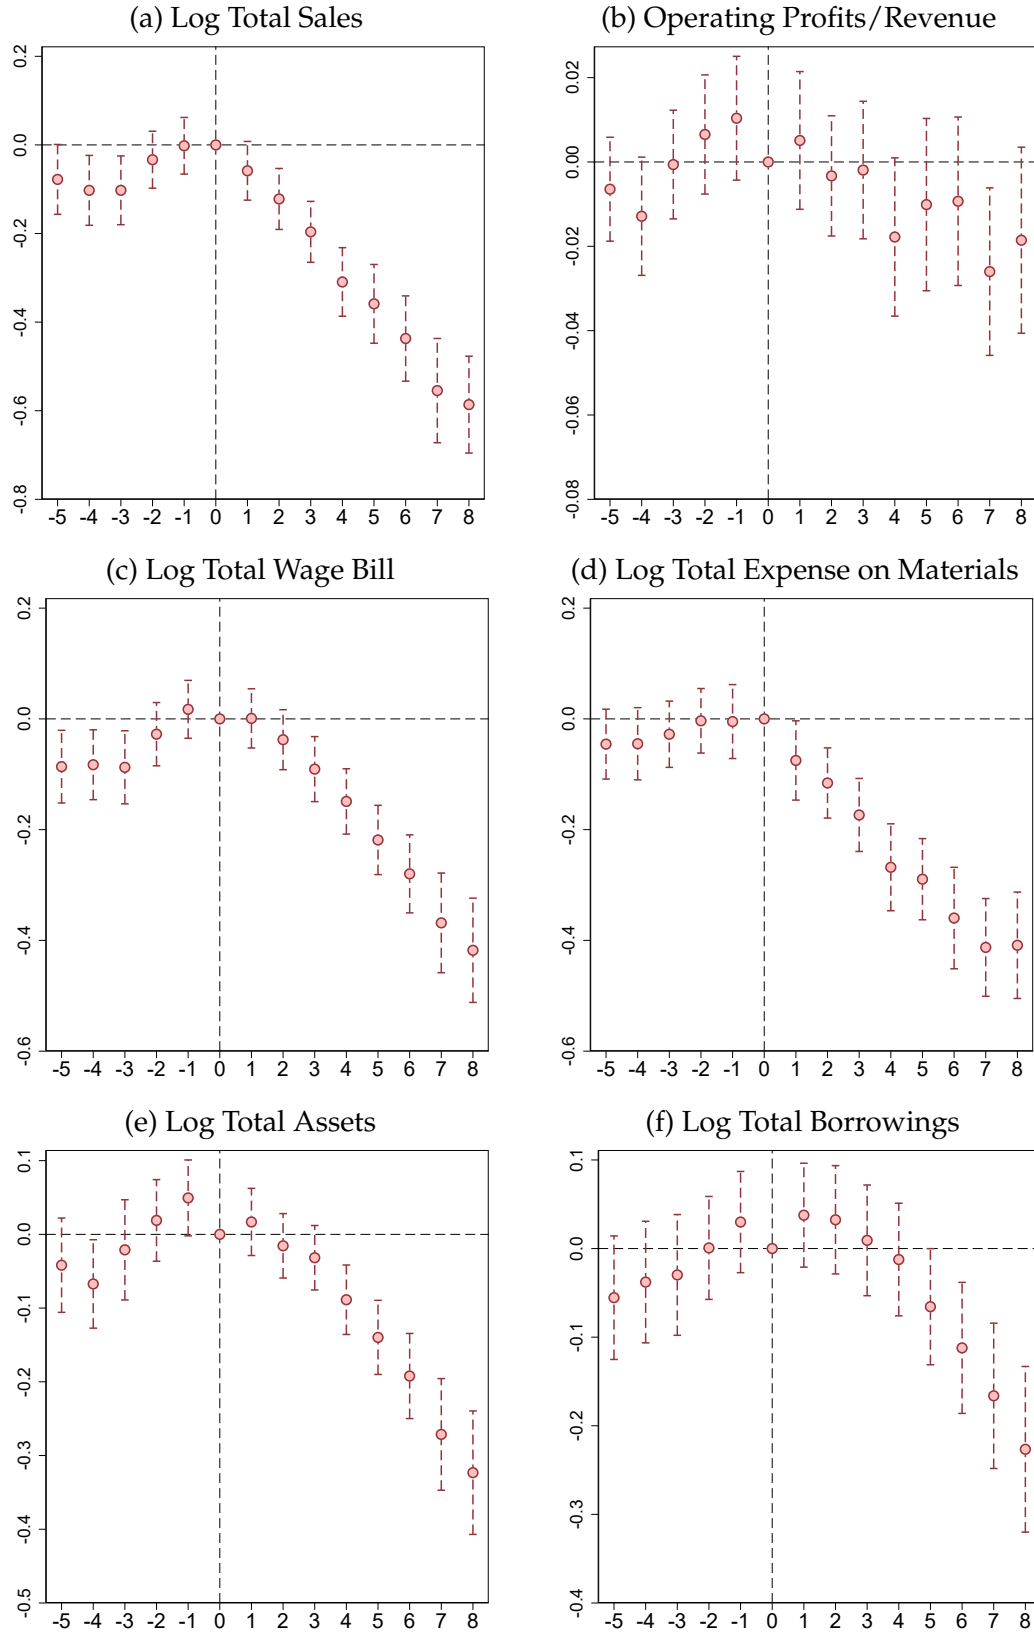 (a) Log Total Sales
0.2
0.0
-0.2
-0.4
-0.6
-0.8
-5 -4 -3 -2 -1 0 1 2 3 4 5 6 7 8
(b) Operating Profits/Revenue
0.02
0.00
-0.02
-0.04
-0.06
-0.08
-5 -4 -3 -2 -1 0 1 2 3 4 5 6 7 8
(c) Log Total Wage Bill
0.2
0.0
-0.2
-0.4
-0.6
-5 -4 -3 -2 -1 0 1 2 3 4 5 6 7 8
(d) Log Total Expense on Materials
0.2
0.0
-0.2
-0.4
-0.6
-5 -4 -3 -2 -1 0 1 2 3 4 5 6 7 8
(e) Log Total Assets
0.1
0.0
-0.1
-0.2
-0.3
-0.4
-0.5
-5 -4 -3 -2 -1 0 1 2 3 4 5 6 7 8
(f) Log Total Borrowings
0.1
0.0
-0.1
-0.2
-0.3
-0.4
-5 -4 -3 -2 -1 0 1 2 3 4 5 6 7 8